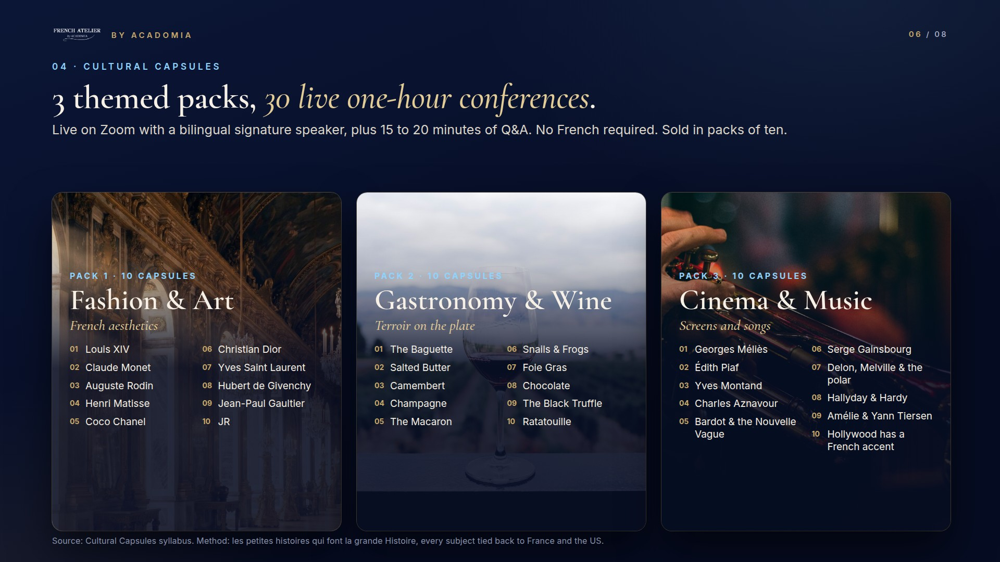 FRENCH ATELIER
by ACADOMIA
BY ACADOMIA
06 / 08
04 · CULTURAL CAPSULES
3 themed packs, 30 live one-hour conferences.
Live on Zoom with a bilingual signature speaker, plus 15 to 20 minutes of Q&A. No French required. Sold in packs of ten.
PACK 1 · 10 CAPSULES
Fashion & Art
French aesthetics
01 Louis XIV
02 Claude Monet
03 Auguste Rodin
04 Henri Matisse
05 Coco Chanel
06 Christian Dior
07 Yves Saint Laurent
08 Hubert de Givenchy
09 Jean-Paul Gaultier
10 JR
PACK 2 · 10 CAPSULES
Gastronomy & Wine
Terroir on the plate
01 The Baguette
02 Salted Butter
03 Camembert
04 Champagne
05 The Macaron
06 Snails & Frogs
07 Foie Gras
08 Chocolate
09 The Black Truffle
10 Ratatouille
PACK 3 · 10 CAPSULES
Cinema & Music
Screens and songs
01 Georges Méliès
02 Édith Piaf
03 Yves Montand
04 Charles Aznavour
05 Bardot & the Nouvelle
Vague
06 Serge Gainsbourg
07 Delon, Melville & the
polar
08 Hallyday & Hardy
09 Amélie & Yann Tiersen
10 Hollywood has a
French accent
Source: Cultural Capsules syllabus. Method: les petites histoires qui font la grande Histoire, every subject tied back to France and the US.